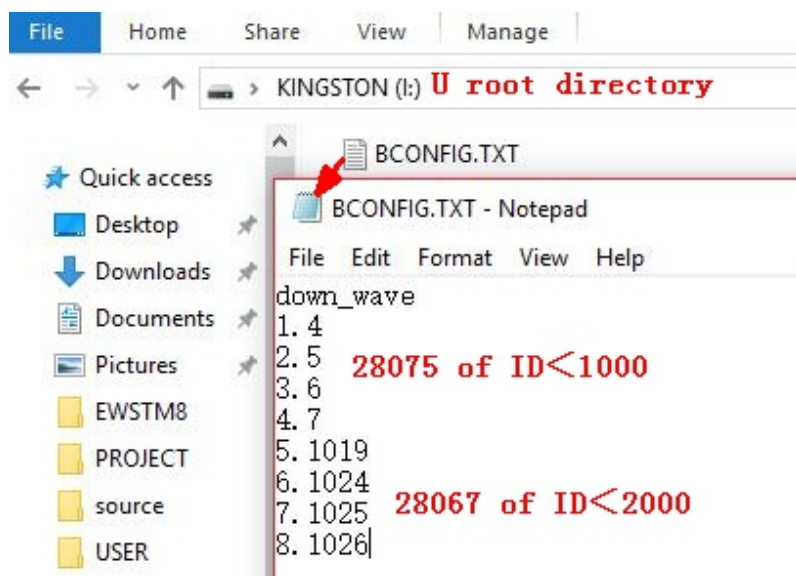 File Home Share View Manage
KINGSTON (I:) U root directory
BCONFIG.TXT
Quick access
Desktop
Downloads
Documents
Pictures
EWSTM8
PROJECT
source
USER
BCONFIG.TXT - Notepad
File Edit Format View Help
down_wave
1.4
2.5
3.6
4.7
28075 of ID<1000
5.1019
6.1024
7.1025
8.1026
28067 of ID<2000